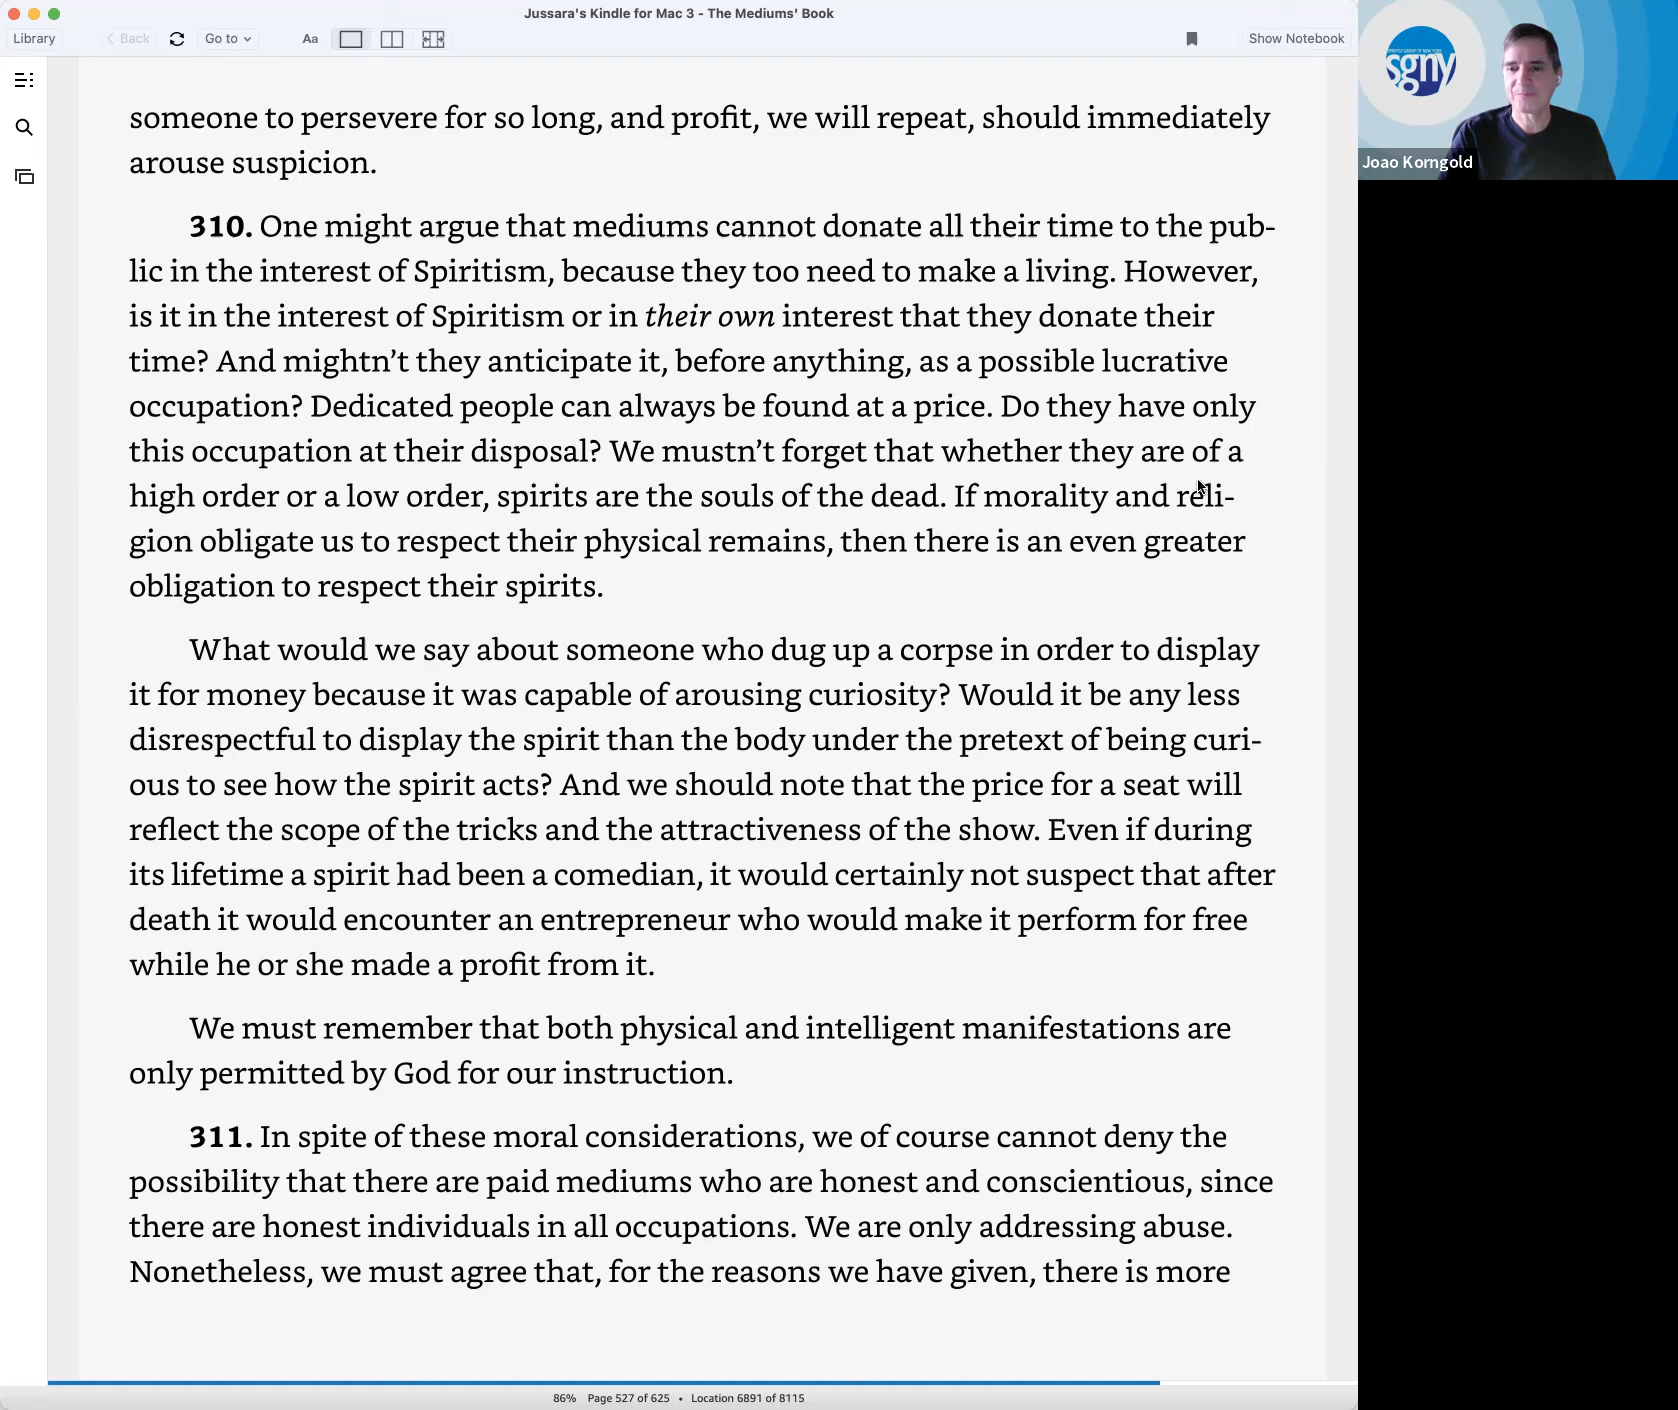 Jussara's Kindle for Mac 3 - The Mediums' Book
Library
Back
Go to
Aa
Show Notebook
someone to persevere for so long, and profit, we will repeat, should immediately
arouse suspicion.
310. One might argue that mediums cannot donate all their time to the pub-
lic in the interest of Spiritism, because they too need to make a living. However,
is it in the interest of Spiritism or in their own interest that they donate their
time? And mightn’t they anticipate it, before anything, as a possible lucrative
occupation? Dedicated people can always be found at a price. Do they have only
this occupation at their disposal? We mustn’t forget that whether they are of a
high order or a low order, spirits are the souls of the dead. If morality and reli-
gion obligate us to respect their physical remains, then there is an even greater
obligation to respect their spirits.
What would we say about someone who dug up a corpse in order to display
it for money because it was capable of arousing curiosity? Would it be any less
disrespectful to display the spirit than the body under the pretext of being curi-
ous to see how the spirit acts? And we should note that the price for a seat will
reflect the scope of the tricks and the attractiveness of the show. Even if during
its lifetime a spirit had been a comedian, it would certainly not suspect that after
death it would encounter an entrepreneur who would make it perform for free
while he or she made a profit from it.
We must remember that both physical and intelligent manifestations are
only permitted by God for our instruction.
311. In spite of these moral considerations, we of course cannot deny the
possibility that there are paid mediums who are honest and conscientious, since
there are honest individuals in all occupations. We are only addressing abuse.
Nonetheless, we must agree that, for the reasons we have given, there is more
86% Page 527 of 625 • Location 6891 of 8115
SPIRITIST GROUP OF NEW YORK
sgny
Joao Korngold